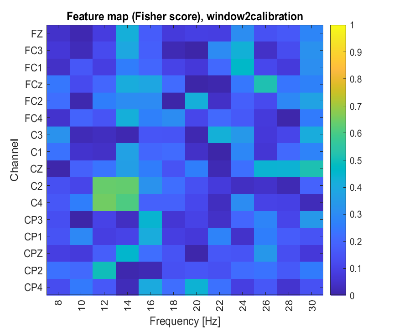 Feature map (Fisher score), window2calibration
Channel
FZ
FC3
FC1
FCz
FC2
FC4
C3
C1
CZ
C2
C4
CP3
CP1
CPZ
CP2
CP4
8 10 12 14 16 18 20 22 24 26 28 30
Frequency [Hz]
1
0.9
0.8
0.7
0.6
0.5
0.4
0.3
0.2
0.1
0